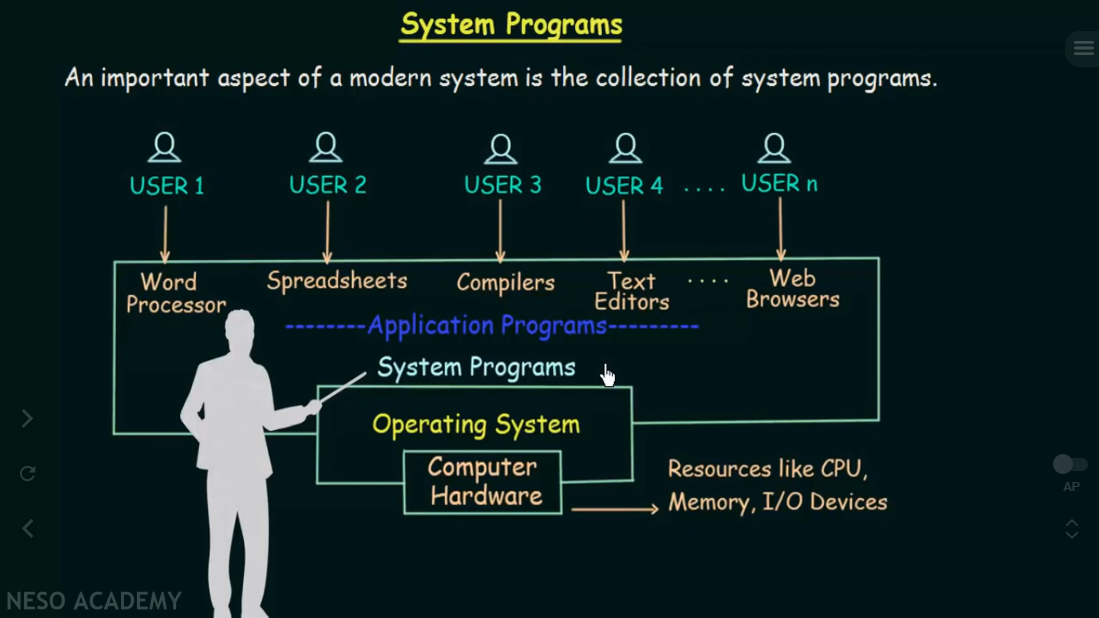 System Programs
An important aspect of a modern system is the collection of system programs.
USER 1
USER 2
USER 3
USER 4
....
USER n
Word
Processor
Spreadsheets
Compilers
Text
Editors
....
Web
Browsers
--------Application Programs---------
System Programs
Operating System
Computer
Hardware
Resources like CPU,
Memory, I/O Devices
AP
NESO ACADEMY